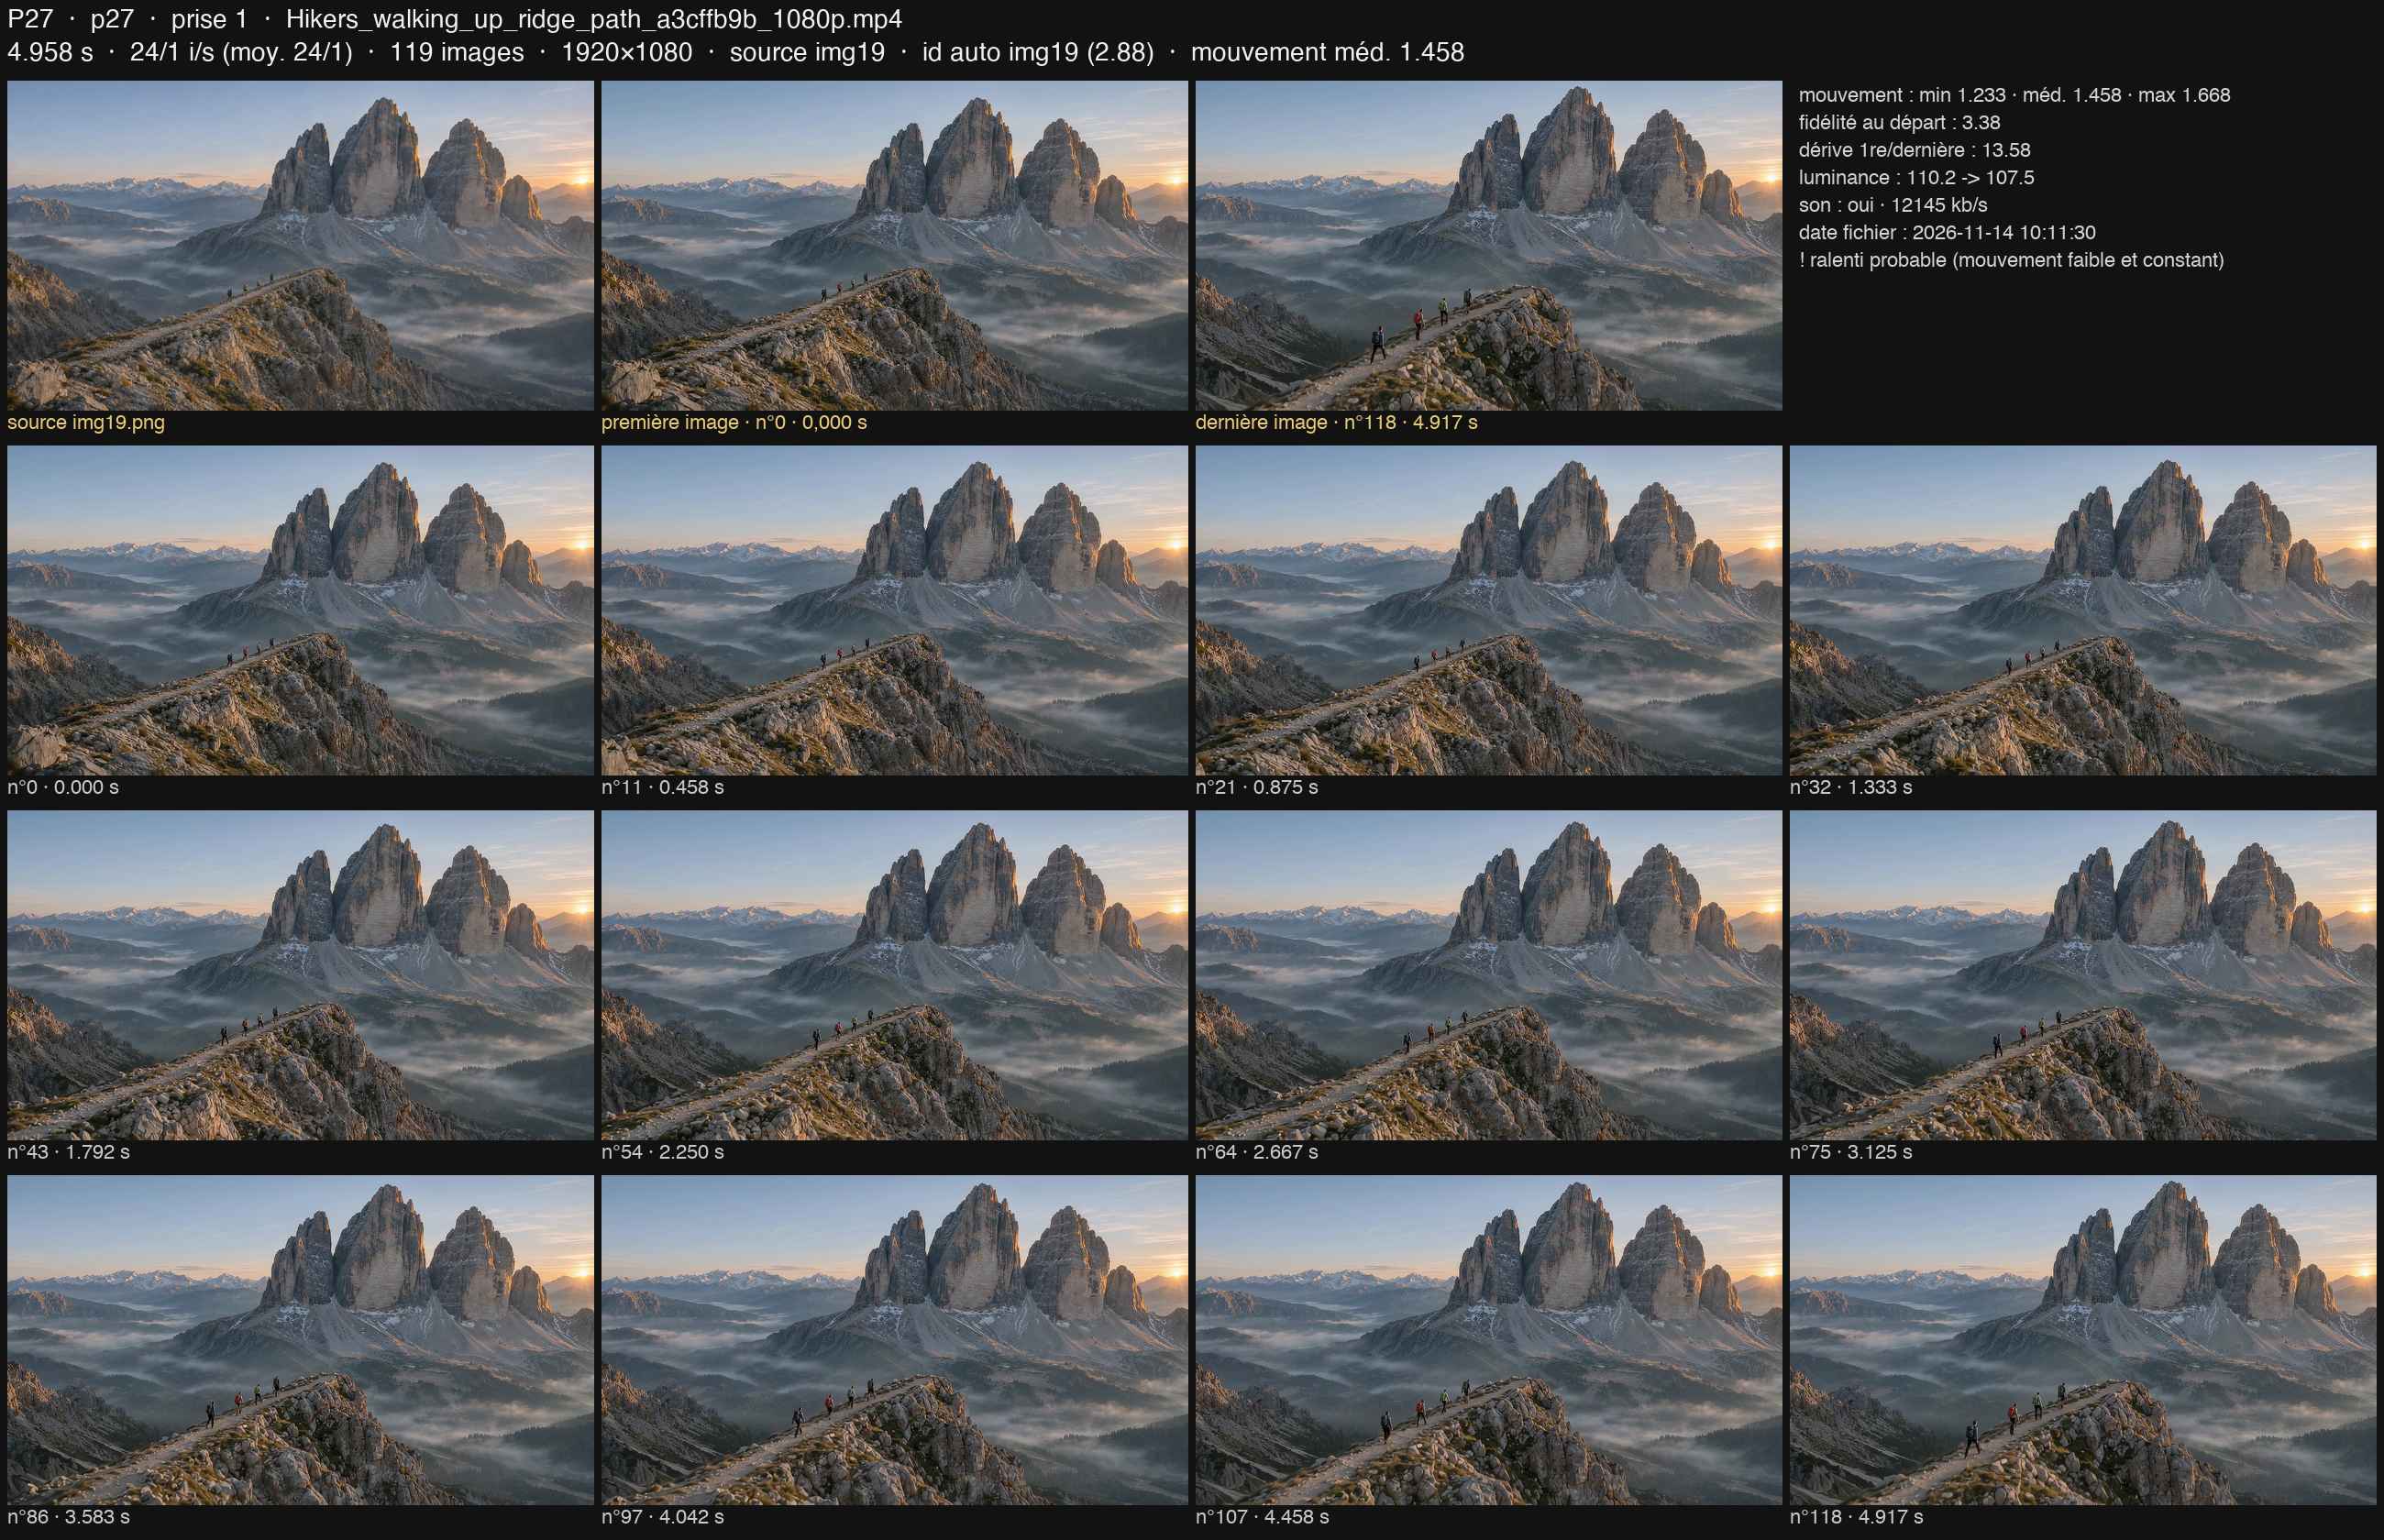 P27 · p27 · prise 1 · Hikers_walking_up_ridge_path_a3cffb9b_1080p.mp4
4.958 s · 24/1 i/s (moy. 24/1) · 119 images · 1920×1080 · source img19 · id auto img19 (2.88) · mouvement méd. 1.458
mouvement : min 1.233 · méd. 1.458 · max 1.668
fidélité au départ : 3.38
dérive 1re/dernière : 13.58
luminance : 110.2 -> 107.5
son : oui · 12145 kb/s
date fichier : 2026-11-14 10:11:30
! ralenti probable (mouvement faible et constant)
source img19.png
première image · n°0 · 0,000 s
dernière image · n°118 · 4.917 s
n°0 · 0.000 s
n°11 · 0.458 s
n°21 · 0.875 s
n°32 · 1.333 s
n°43 · 1.792 s
n°54 · 2.250 s
n°64 · 2.667 s
n°75 · 3.125 s
n°86 · 3.583 s
n°97 · 4.042 s
n°107 · 4.458 s
n°118 · 4.917 s